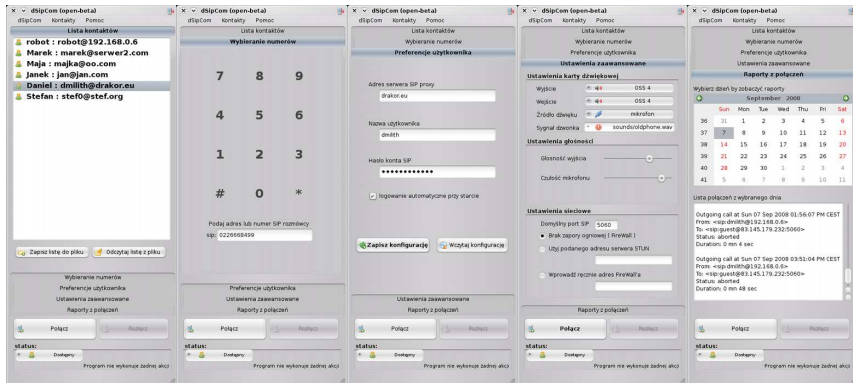 dSipCom (open-beta)
dSipCom Kontakty Pomoc
Lista kontaktów
robot : robot@192.168.0.6
Marek : marek@serwer2.com
Maja : majka@oo.com
Janek : jan@jan.com
Daniel : dmilith@drakor.eu
Stefan : stef0@stef.org
Zapisz listę do pliku
Odczytaj listę z pliku
Wybieranie numerów
Preferencje użytkownika
Ustawienia zaawansowane
Raporty z połączeń
Połącz
Rozłącz
status:
Dostępny
Program nie wykonuje żadnej akcji
dSipCom (open-beta)
dSipCom Kontakty Pomoc
Lista kontaktów
Wybieranie numerów
7 8 9
4 5 6
1 2 3
# 0 *
Podaj adres lub numer SIP rozmówcy
sip: 0226668499
Preferencje użytkownika
Ustawienia zaawansowane
Raporty z połączeń
Połącz
Rozłącz
status:
Dostępny
Program nie wykonuje żadnej akcji
dSipCom (open-beta)
dSipCom Kontakty Pomoc
Lista kontaktów
Wybieranie numerów
Preferencje użytkownika
Adres serwera SIP proxy
drakor.eu
Nazwa użytkownika
dmilith
Hasło konta SIP
••••••••••••
logowanie automatyczne przy starcie
Zapisz konfigurację
Wczytaj konfigurację
Ustawienia zaawansowane
Raporty z połączeń
Połącz
Rozłącz
status:
Dostępny
Program nie wykonuje żadnej akcji
dSipCom (open-beta)
dSipCom Kontakty Pomoc
Lista kontaktów
Wybieranie numerów
Preferencje użytkownika
Ustawienia zaawansowane
Ustawienia karty dźwiękowej
Wyjście OSS 4
Wejście OSS 4
Źródło dźwięku mikrofon
Sygnał dzwonka sounds/oldphone.wav
Ustawienia głośności
Głosność wyjścia
Czułość mikrofonu
Ustawienia sieciowe
Domyślny port SIP 5060
Brak zapory ogniowej ( FireWall )
Użyj podanego adresu serwera STUN
Wprowadź ręcznie adres FireWall'a
Raporty z połączeń
Połącz
Rozłącz
status:
Dostępny
Program nie wykonuje żadnej akcji
dSipCom (open-beta)
dSipCom Kontakty Pomoc
Lista kontaktów
Wybieranie numerów
Preferencje użytkownika
Ustawienia zaawansowane
Raporty z połączeń
Wybierz dzień by zobaczyć raporty
September 2008
Sun Mon Tue Wed Thu Fri Sat
36 31 1 2 3 4 5 6
37 7 8 9 10 11 12 13
38 14 15 16 17 18 19 20
39 21 22 23 24 25 26 27
40 28 29 30 1 2 3 4
41 5 6 7 8 9 10 11
Lista połączeń z wybranego dnia
Outgoing call at Sun 07 Sep 2008 01:56:07 PM CEST
From: <sip:dmilith@192.168.0.6>
To: <sip:guest@83.145.179.232:5060>
Status: aborted
Duration: 0 mn 4 sec
Outgoing call at Sun 07 Sep 2008 03:51:04 PM CEST
From: <sip:dmilith@192.168.0.6>
To: <sip:guest@83.145.179.232:5060>
Status: aborted
Duration: 0 mn 48 sec
Połącz
Rozłącz
status:
Dostępny
Program nie wykonuje żadnej akcji